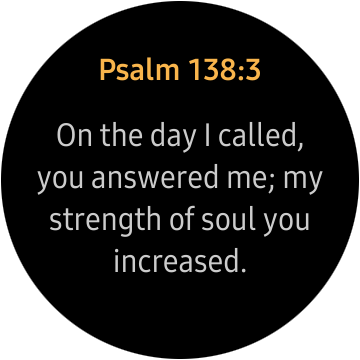 Psalm 138:3
On the day I called,
you answered me; my
strength of soul you
increased.